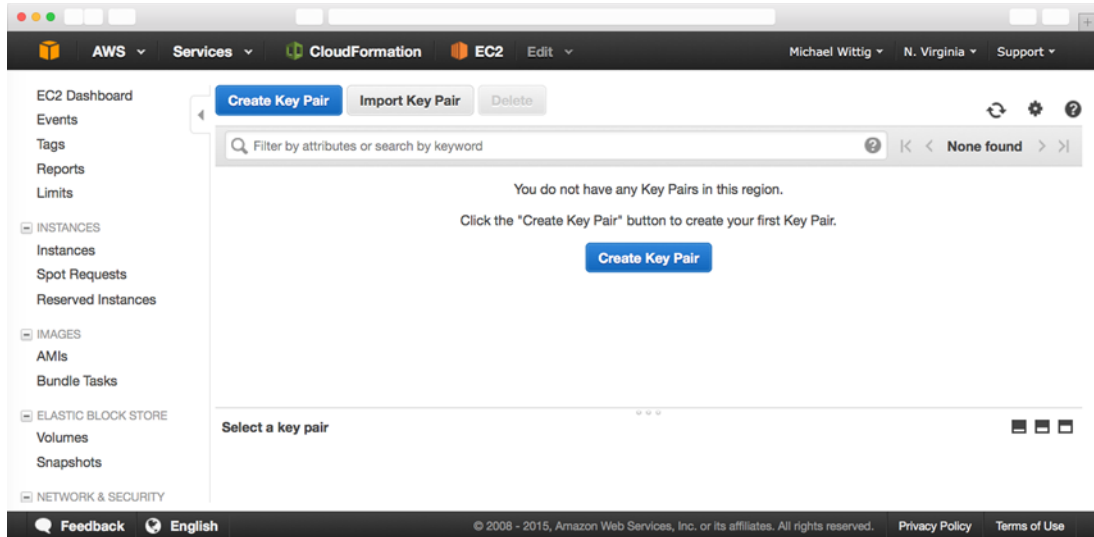 AWS Services CloudFormation EC2 Edit Michael Wittig N. Virginia Support
EC2 Dashboard
Events
Tags
Reports
Limits
INSTANCES
Instances
Spot Requests
Reserved Instances
IMAGES
AMIs
Bundle Tasks
ELASTIC BLOCK STORE
Volumes
Snapshots
NETWORK & SECURITY
Create Key Pair Import Key Pair Delete
Filter by attributes or search by keyword None found
You do not have any Key Pairs in this region.
Click the "Create Key Pair" button to create your first Key Pair.
Create Key Pair
Select a key pair
Feedback English © 2008 - 2015, Amazon Web Services, Inc. or its affiliates. All rights reserved. Privacy Policy Terms of Use